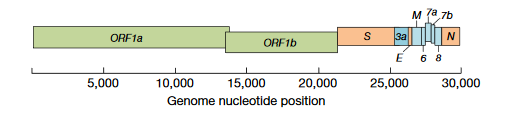 M 7a 7b
ORF1a ORF1b S 3a N
E 6 8
5,000 10,000 15,000 20,000 25,000 30,000
Genome nucleotide position